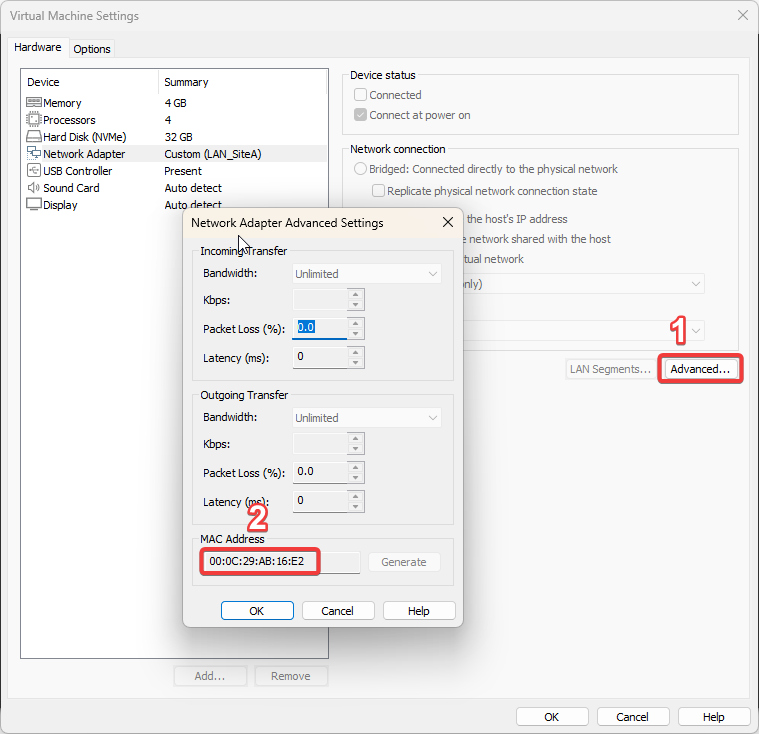 Virtual Machine Settings
Hardware Options
Device Summary
Memory 4 GB
Processors 4
Hard Disk (NVMe) 32 GB
Network Adapter Custom (LAN_SiteA)
USB Controller Present
Sound Card Auto detect
Display Auto detect
Add...
Remove
Device status
Connected
Connect at power on
Network connection
Bridged: Connected directly to the physical network
Replicate physical network connection state
the host's IP address
e network shared with the host
tual network
nly)
LAN Segments...
1
Advanced...
Network Adapter Advanced Settings
Incoming Transfer
Bandwidth: Unlimited
Kbps:
Packet Loss (%): 0.0
Latency (ms): 0
Outgoing Transfer
Bandwidth: Unlimited
Kbps:
Packet Loss (%): 0.0
Latency (ms): 0
2
MAC Address
00:0C:29:AB:16:E2
Generate
OK
Cancel
Help
OK
Cancel
Help